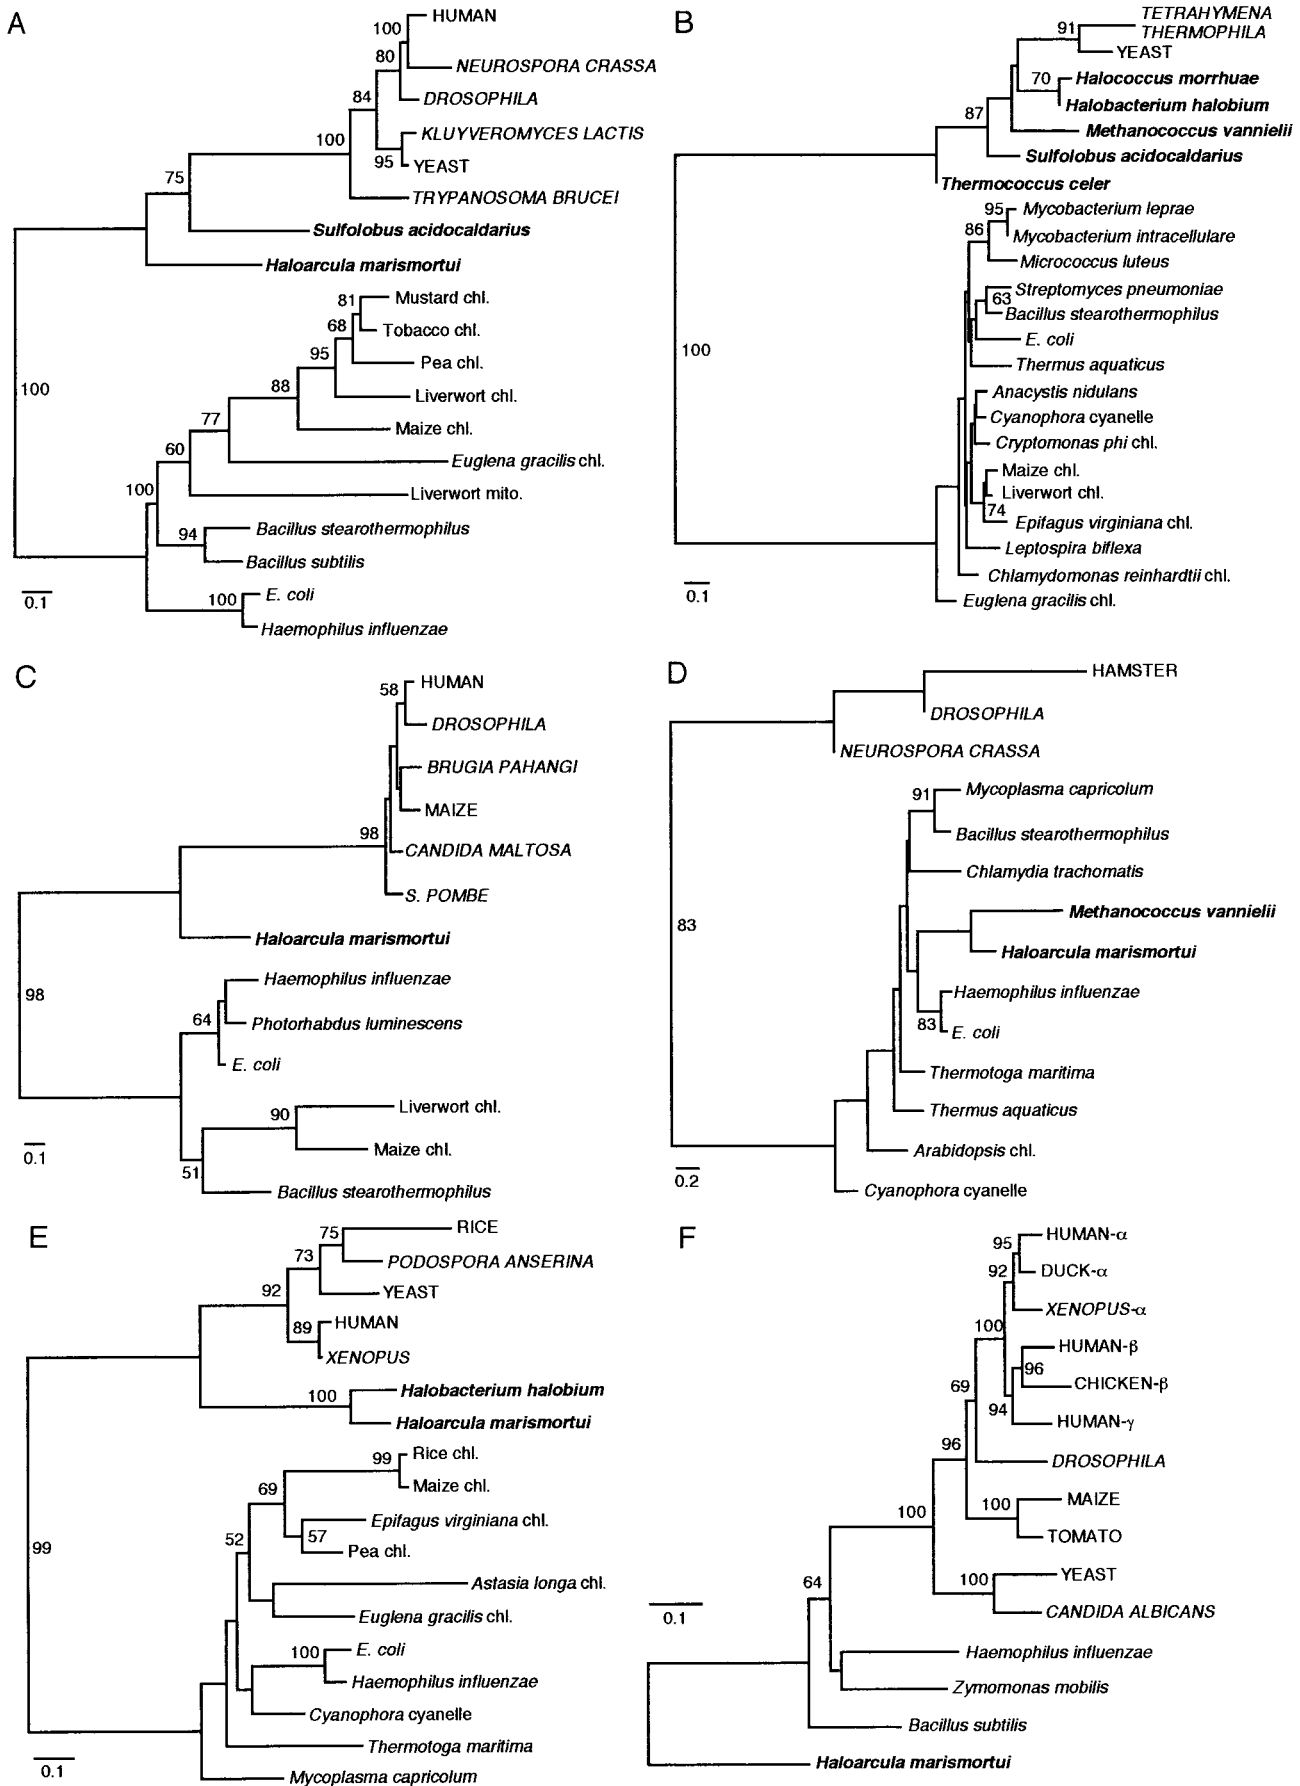 A
HUMAN
100
NEUROSPORA CRASSA
80
DROSOPHILA
84
KLUYVEROMYCES LACTIS
100
95
YEAST
TRYPANOSOMA BRUCEI
75
Sulfolobus acidocaldarius
Haloarcula marismortui
100
81
Mustard chl.
Tobacco chl.
68
Pea chl.
95
Liverwort chl.
88
Maize chl.
77
Euglena gracilis chl.
60
Liverwort mito.
100
Bacillus stearothermophilus
94
Bacillus subtilis
E. coli
100
Haemophilus influenzae
0.1
B
TETRAHYMENA
THERMOPHILA
91
YEAST
70
Halococcus morrhuae
Halobacterium halobium
87
Methanococcus vannielii
Sulfolobus acidocaldarius
Thermococcus celer
100
95
Mycobacterium leprae
86
Mycobacterium intracellulare
Micrococcus luteus
Streptomyces pneumoniae
63
Bacillus stearothermophilus
E. coli
Thermus aquaticus
Anacystis nidulans
Cyanophora cyanelle
Cryptomonas phi chl.
Maize chl.
Liverwort chl.
74
Epifagus virginiana chl.
Leptospira biflexa
Chlamydomonas reinhardtii chl.
Euglena gracilis chl.
0.1
C
58
HUMAN
DROSOPHILA
BRUGIA PAHANGI
MAIZE
98
CANDIDA MALTOSA
S. POMBE
Haloarcula marismortui
98
Haemophilus influenzae
64
Photorhabdus luminescens
E. coli
90
Liverwort chl.
Maize chl.
51
Bacillus stearothermophilus
0.1
D
HAMSTER
DROSOPHILA
NEUROSPORA CRASSA
83
91
Mycoplasma capricolum
Bacillus stearothermophilus
Chlamydia trachomatis
Methanococcus vannielii
Haloarcula marismortui
Haemophilus influenzae
83
E. coli
Thermotoga maritima
Thermus aquaticus
Arabidopsis chl.
Cyanophora cyanelle
0.2
E
75
RICE
73
PODOSPORA ANSERINA
92
YEAST
89
HUMAN
XENOPUS
100
Halobacterium halobium
Haloarcula marismortui
99
99
Rice chl.
Maize chl.
69
Epifagus virginiana chl.
57
Pea chl.
52
Astasia longa chl.
Euglena gracilis chl.
100
E. coli
Haemophilus influenzae
Cyanophora cyanelle
Thermotoga maritima
Mycoplasma capricolum
0.1
F
95
HUMAN-α
92
DUCK-α
XENOPUS-α
100
HUMAN-β
96
CHICKEN-β
69
94
HUMAN-γ
96
DROSOPHILA
100
MAIZE
100
TOMATO
YEAST
100
64
CANDIDA ALBICANS
0.1
Haemophilus influenzae
Zymomonas mobilis
Bacillus subtilis
Haloarcula marismortui